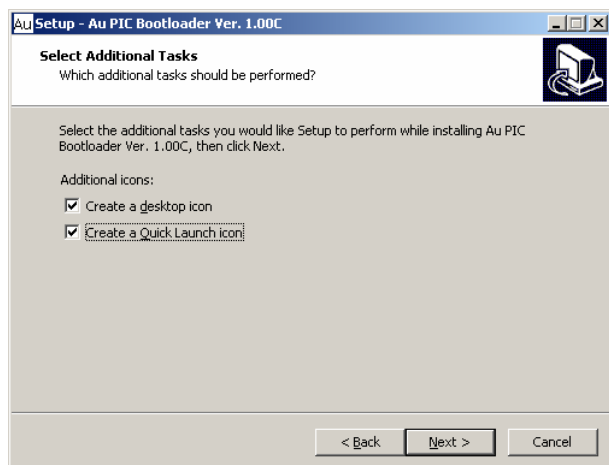 Au Setup - Au PIC Bootloader Ver. 1.00C
Select Additional Tasks
Which additional tasks should be performed?
Select the additional tasks you would like Setup to perform while installing Au PIC
Bootloader Ver. 1.00C, then click Next.
Additional icons:
Create a desktop icon
Create a Quick Launch icon
< Back
Next >
Cancel